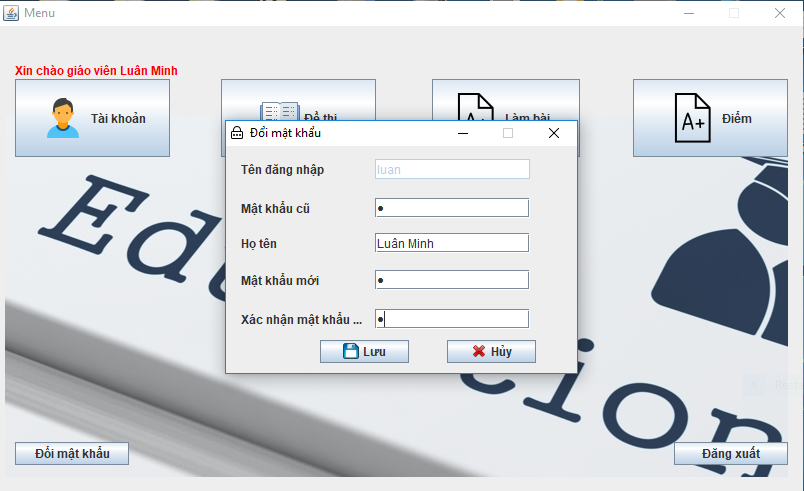 Menu
Xin chào giáo viên Luân Minh
Tài khoản
Đề thi
Làm bài
Điểm
Đổi mật khẩu
Tên đăng nhập
luan
Mật khẩu cũ
●
Họ tên
Luân Minh
Mật khẩu mới
●
Xác nhận mật khẩu ...
●
Lưu
Hủy
Đổi mật khẩu
Đăng xuất